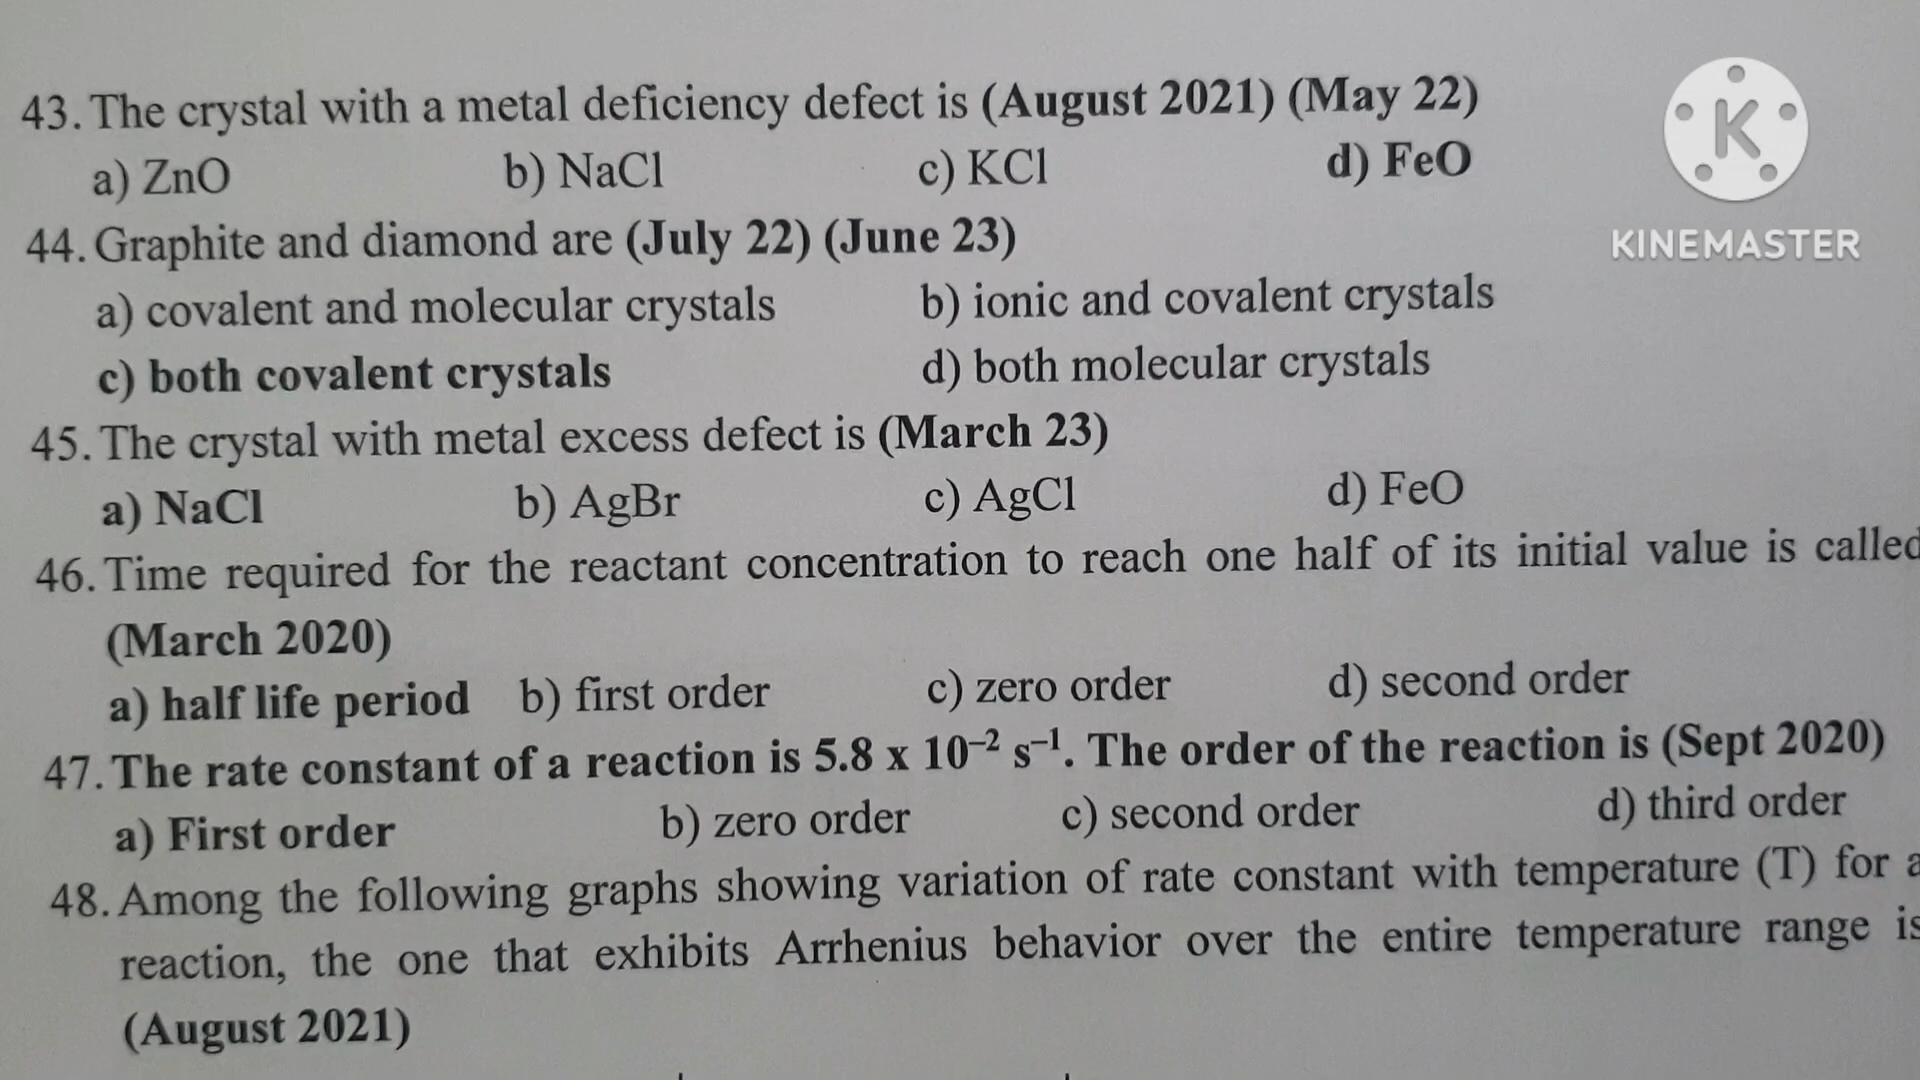 43. The crystal with a metal deficiency defect is (August 2021) (May 22)
a) ZnO b) NaCl c) KCl d) FeO
44. Graphite and diamond are (July 22) (June 23)
a) covalent and molecular crystals b) ionic and covalent crystals
c) both covalent crystals d) both molecular crystals
45. The crystal with metal excess defect is (March 23)
a) NaCl b) AgBr c) AgCl d) FeO
46. Time required for the reactant concentration to reach one half of its initial value is called
(March 2020)
a) half life period b) first order c) zero order d) second order
47. The rate constant of a reaction is 5.8 x 10⁻² s⁻¹. The order of the reaction is (Sept 2020)
a) First order b) zero order c) second order d) third order
48. Among the following graphs showing variation of rate constant with temperature (T) for a
reaction, the one that exhibits Arrhenius behavior over the entire temperature range is
(August 2021)
K
KINEMASTER